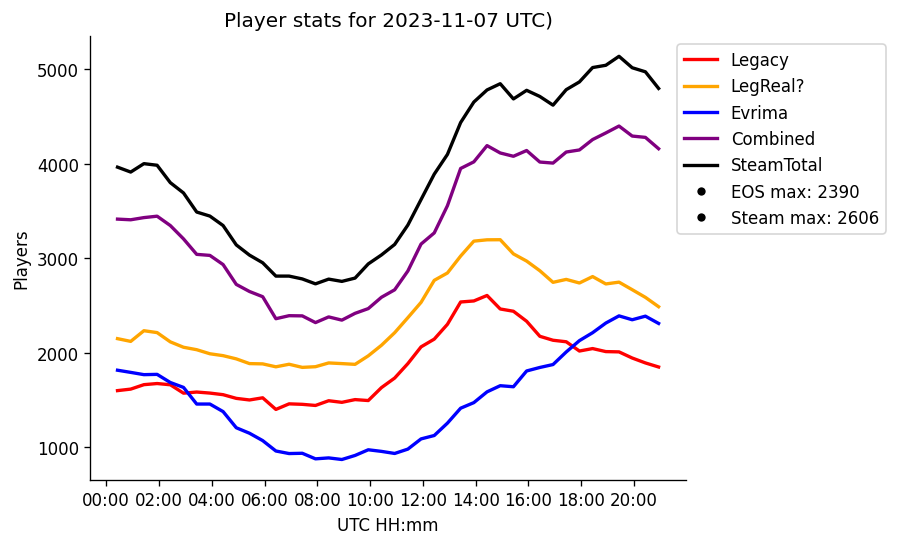 Player stats for 2023-11-07 UTC)
Players
5000
4000
3000
2000
1000
00:00 02:00 04:00 06:00 08:00 10:00 12:00 14:00 16:00 18:00 20:00
UTC HH:mm
Legacy
LegReal?
Evrima
Combined
SteamTotal
EOS max: 2390
Steam max: 2606